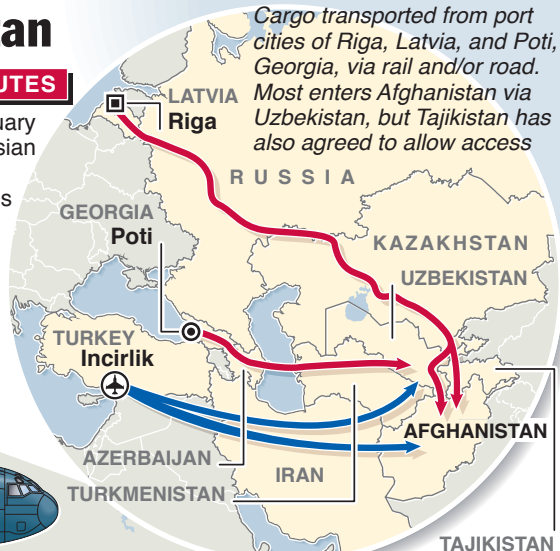 tan
UTES
uary
sian
s
Cargo transported from port
cities of Riga, Latvia, and Poti,
Georgia, via rail and/or road.
Most enters Afghanistan via
Uzbekistan, but Tajikistan has
also agreed to allow access
LATVIA
Riga
RUSSIA
GEORGIA
Poti
KAZAKHSTAN
UZBEKISTAN
TURKEY
Incirlik
AFGHANISTAN
AZERBAIJAN
IRAN
TURKMENISTAN
TAJIKISTAN